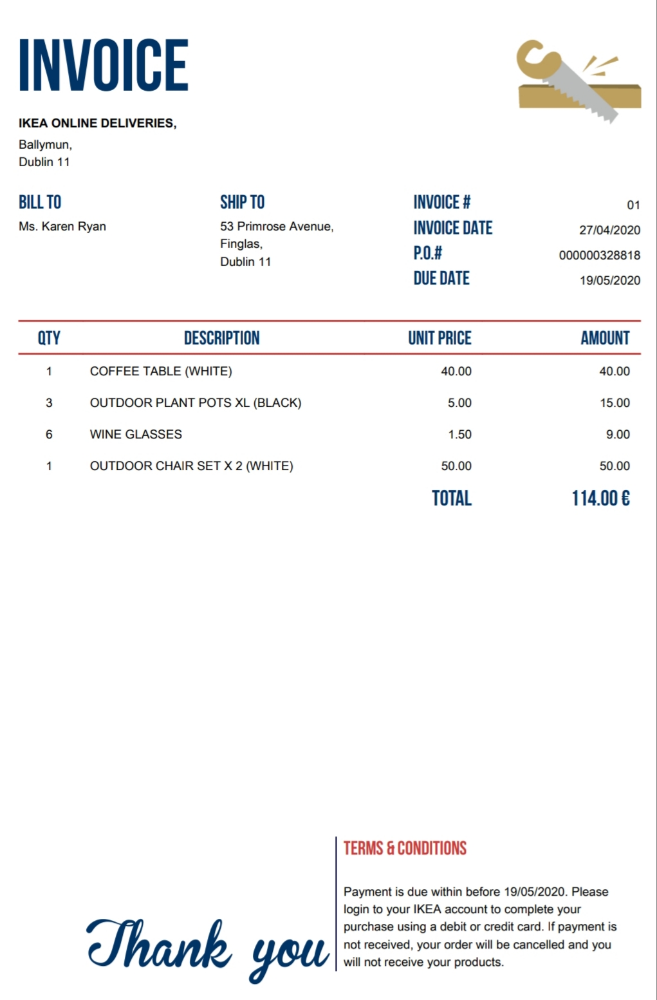 INVOICE
IKEA ONLINE DELIVERIES,
Ballymun,
Dublin 11
BILL TO
Ms. Karen Ryan
SHIP TO
53 Primrose Avenue,
Finglas,
Dublin 11
INVOICE # 01
INVOICE DATE 27/04/2020
P.O.# 000000328818
DUE DATE 19/05/2020
QTY DESCRIPTION UNIT PRICE AMOUNT
1 COFFEE TABLE (WHITE) 40.00 40.00
3 OUTDOOR PLANT POTS XL (BLACK) 5.00 15.00
6 WINE GLASSES 1.50 9.00
1 OUTDOOR CHAIR SET X 2 (WHITE) 50.00 50.00
TOTAL 114.00 €
Thank you
TERMS & CONDITIONS
Payment is due within before 19/05/2020. Please
login to your IKEA account to complete your
purchase using a debit or credit card. If payment is
not received, your order will be cancelled and you
will not receive your products.